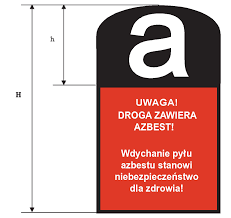 h
H
a
UWAGA!
DROGA ZAWIERA
AZBEST!
Wdychanie pyłu
azbestu stanowi
niebezpieczeństwo
dla zdrowia!